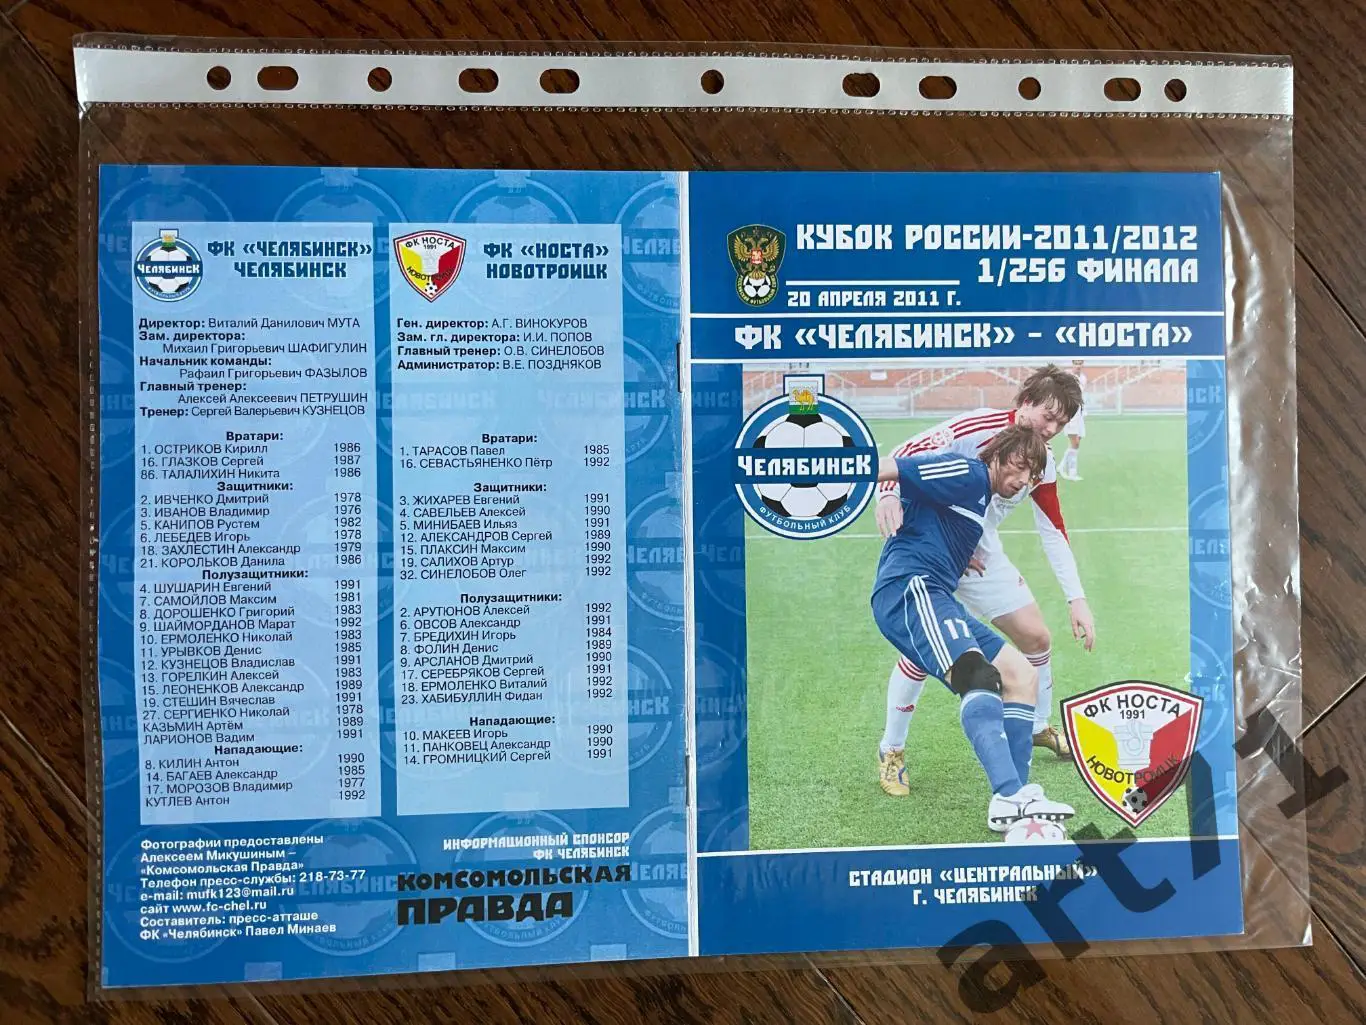 ФК «ЧЕЛЯБИНСК»
ЧЕЛЯБИНСК
ЧЕЛЯБИНСК
Директор: Виталий Данилович МУТА
Зам. директора:
Михаил Григорьевич ШАФИГУЛИН
Начальник команды:
Рафаил Григорьевич ФАЗЫЛОВ
Главный тренер:
Алексей Алексеевич ПЕТРУШИН
Тренер: Сергей Валерьевич КУЗНЕЦОВ
Вратари:
1. ОСТРИКОВ Кирилл 1986
16. ГЛАЗКОВ Сергей 1987
86. ТАЛАЛИХИН Никита 1986
Защитники:
2. ИВЧЕНКО Дмитрий 1978
3. ИВАНОВ Владимир 1976
5. КАНИПОВ Рустем 1982
6. ЛЕБЕДЕВ Игорь 1978
18. ЗАХЛЕСТИН Александр 1979
21. КОРОЛЬКОВ Данила 1986
Полузащитники:
4. ШУШАРИН Евгений 1991
7. САМОЙЛОВ Максим 1981
8. ДОРОШЕНКО Григорий 1983
9. ШАЙМОРДАНОВ Марат 1992
10. ЕРМОЛЕНКО Николай 1983
11. УРЫВКОВ Денис 1985
12. КУЗНЕЦОВ Владислав 1991
13. ГОРЕЛКИН Алексей 1983
15. ЛЕОНЕНКОВ Александр 1989
19. СТЕШИН Вячеслав 1991
27. СЕРГИЕНКО Николай 1978
КАЗЬМИН Артём 1989
ЛАРИОНОВ Вадим 1991
Нападающие:
8. КИЛИН Антон 1990
14. БАГАЕВ Александр 1985
17. МОРОЗОВ Владимир 1977
КУТЛЕВ Антон 1992
Фотографии предоставлены
Алексеем Микушиным –
«Комсомольская Правда»
Телефон пресс-службы: 218-73-77
e-mail: mufk123@mail.ru
сайт www.fc-chel.ru
Составитель: пресс-атташе
ФК «Челябинск» Павел Минаев
ФК НОСТА
1991
НОВОТРОИЦК
ФК «НОСТА»
НОВОТРОИЦК
Ген. директор: А.Г. ВИНОКУРОВ
Зам. гл. директора: И.И. ПОПОВ
Главный тренер: О.В. СИНЕЛОБОВ
Администратор: В.Е. ПОЗДНЯКОВ
Вратари:
1. ТАРАСОВ Павел 1985
16. СЕВАСТЬЯНЕНКО Пётр 1992
Защитники:
3. ЖИХАРЕВ Евгений 1991
4. САВЕЛЬЕВ Алексей 1990
5. МИНИБАЕВ Ильяз 1991
12. АЛЕКСАНДРОВ Сергей 1989
15. ПЛАКСИН Максим 1990
19. САЛИХОВ Артур 1992
32. СИНЕЛОБОВ Олег 1992
Полузащитники:
2. АРУТЮНОВ Алексей 1992
6. ОВСОВ Александр 1991
7. БРЕДИХИН Игорь 1984
8. ФОЛИН Денис 1989
9. АРСЛАНОВ Дмитрий 1990
17. СЕРЕБРЯКОВ Сергей 1991
18. ЕРМОЛЕНКО Виталий 1992
23. ХАБИБУЛЛИН Фидан 1992
Нападающие:
10. МАКЕЕВ Игорь 1990
11. ПАНКОВЕЦ Александр 1990
14. ГРОМНИЦКИЙ Сергей 1991
ИНФОРМАЦИОННЫЙ СПОНСОР
ФК ЧЕЛЯБИНСК
КОМСОМОЛЬСКАЯ
ПРАВДА
КУБОК РОССИИ-2011/2012
1/256 ФИНАЛА
20 АПРЕЛЯ 2011 Г.
ФК «ЧЕЛЯБИНСК» - «НОСТА»
ЧЕЛЯБИНСК
ФУТБОЛЬНЫЙ КЛУБ
17
ФК НОСТА
1991
НОВОТРОИЦК
СТАДИОН «ЦЕНТРАЛЬНЫЙ»
Г. ЧЕЛЯБИНСК
art71